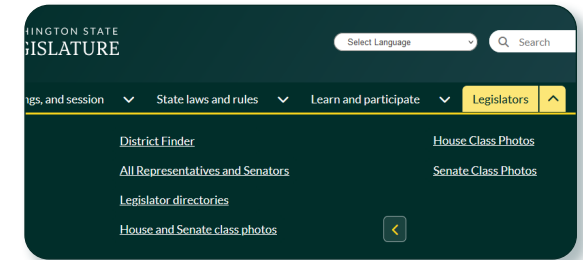 HINGTON STATE
GISLATURE
Select Language
Search
ngs, and session
State laws and rules
Learn and participate
Legislators
District Finder
House Class Photos
All Representatives and Senators
Senate Class Photos
Legislator directories
House and Senate class photos